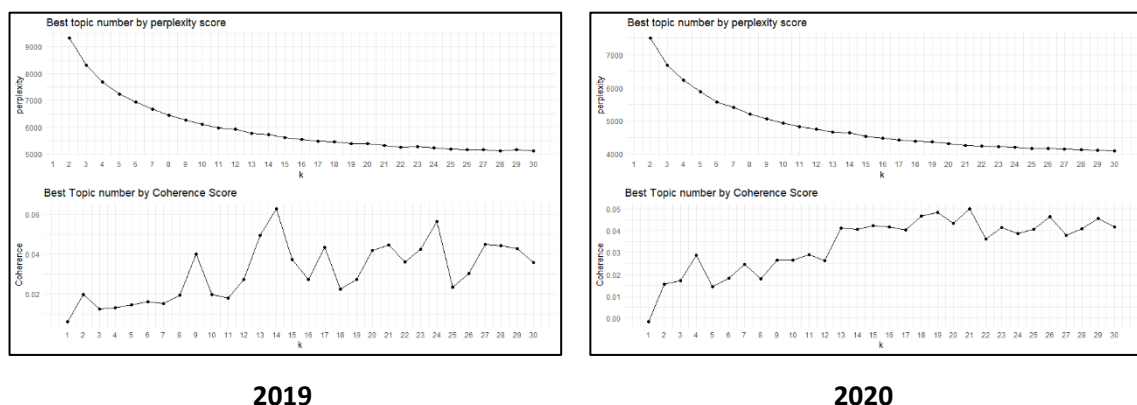 Best topic number by perplexity score
9000
8000
7000
6000
5000
perplexity
1 2 3 4 5 6 7 8 9 10 11 12 13 14 15 16 17 18 19 20 21 22 23 24 25 26 27 28 29 30
k
Best Topic number by Coherence Score
0.06
0.04
0.02
Coherence
1 2 3 4 5 6 7 8 9 10 11 12 13 14 15 16 17 18 19 20 21 22 23 24 25 26 27 28 29 30
k
2019
Best topic number by perplexity score
7000
6000
5000
4000
perplexity
1 2 3 4 5 6 7 8 9 10 11 12 13 14 15 16 17 18 19 20 21 22 23 24 25 26 27 28 29 30
k
Best Topic number by Coherence Score
0.05
0.04
0.03
0.02
0.01
0.00
Coherence
1 2 3 4 5 6 7 8 9 10 11 12 13 14 15 16 17 18 19 20 21 22 23 24 25 26 27 28 29 30
k
2020